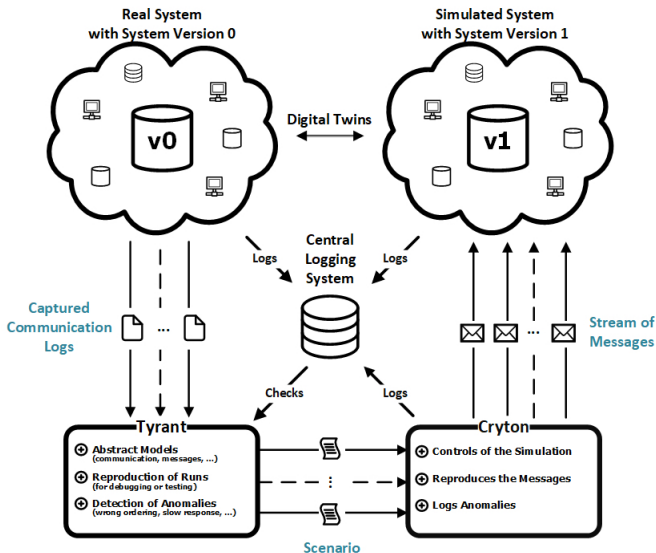 Real System
with System Version 0
Simulated System
with System Version 1
v0
Digital Twins
v1
Logs
Central
Logging
System
Logs
Captured
Communication
Logs
...
...
Stream of
Messages
Checks
Logs
Tyrant
Abstract Models
(communication, messages, ...)
Reproduction of Runs
(for debugging or testing)
Detection of Anomalies
(wrong ordering, slow response, ...)
...
Cryton
Controls of the Simulation
Reproduces the Messages
Logs Anomalies
Scenario